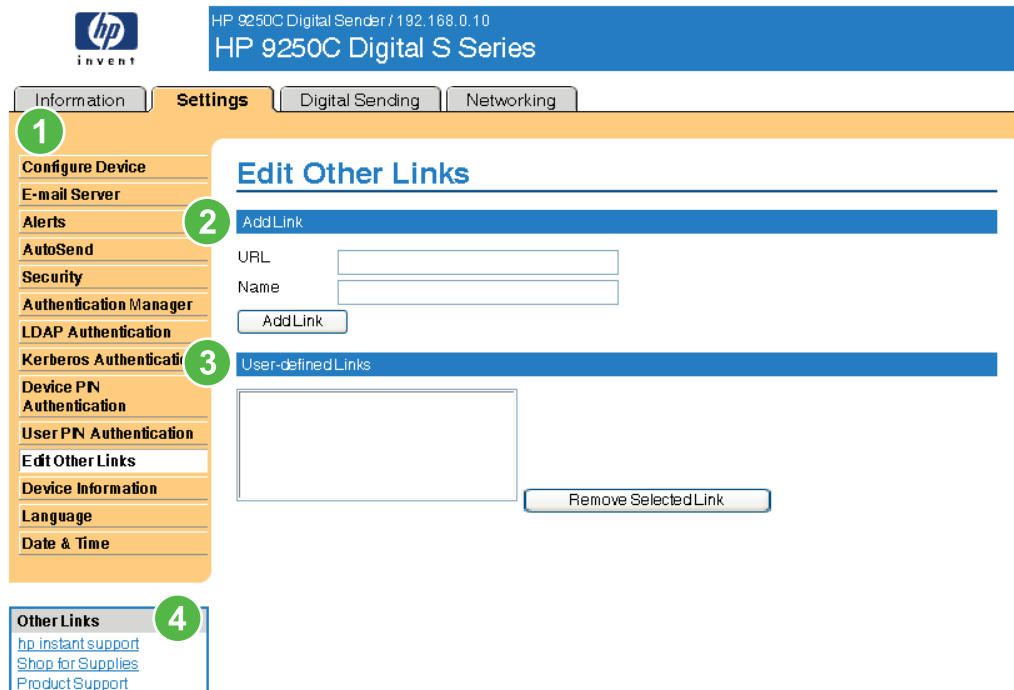 hp
invent
HP 9250C Digital Sender / 192.168.0.10
HP 9250C Digital S Series
Information
Settings
Digital Sending
Networking
1
Configure Device
E-mail Server
Alerts
AutoSend
Security
Authentication Manager
LDAP Authentication
Kerberos Authenticatio
Device PIN
Authentication
User PIN Authentication
Edit Other Links
Device Information
Language
Date & Time
Edit Other Links
2
Add Link
URL
Name
Add Link
3
User-defined Links
Remove Selected Link
4
Other Links
hp instant support
Shop for Supplies
Product Support